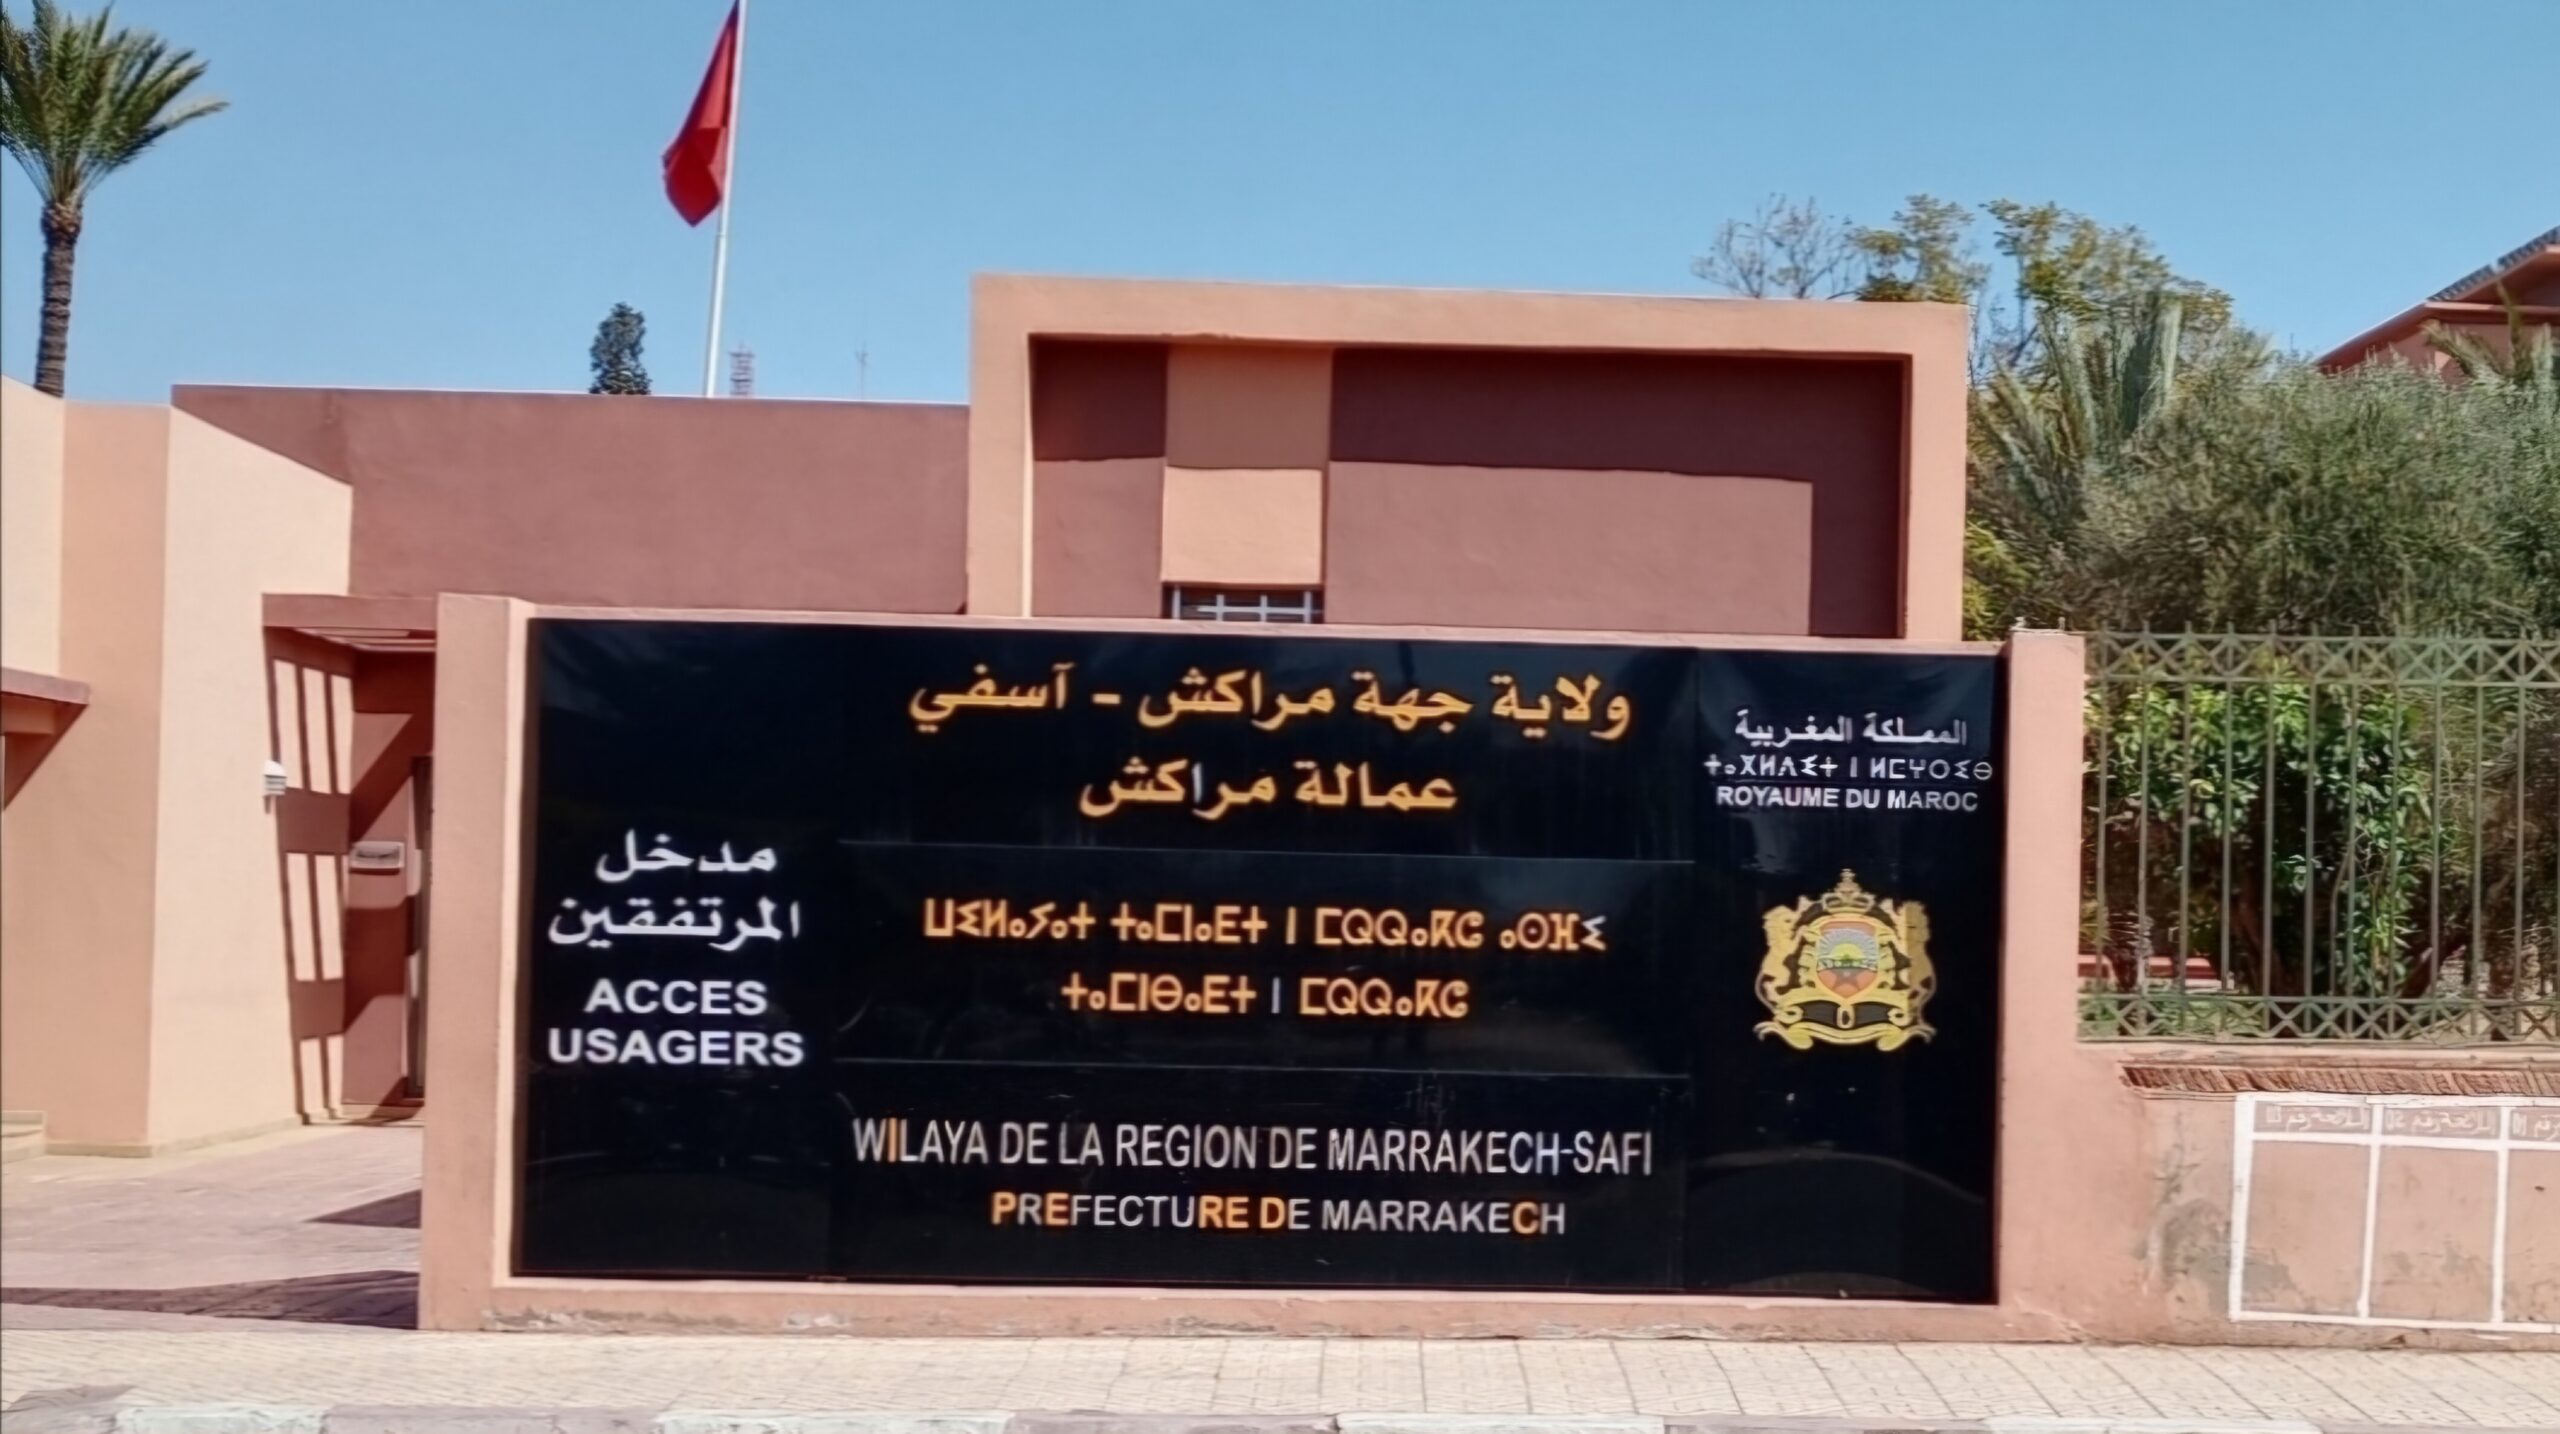 ولاية جهة مراكش - آسفي
عمالة مراكش
ⵡⵉⵍⴰⵢⴰⵜ ⵜⴰⵎⵏⴰⴹⵜ ⵏ ⵎⵕⵕⴰⴽⵛ ⴰⵙⴼⵉ
ⵜⴰⵎⵏⴱⴰⴹⵜ ⵏ ⵎⵕⵕⴰⴽⵛ
WILAYA DE LA REGION DE MARRAKECH-SAFI
PREFECTURE DE MARRAKECH
المملكة المغربية
ⵜⴰⴳⵍⴷⵉⵜ ⵏ ⵍⵎⵖⵔⵉⴱ
ROYAUME DU MAROC
مدخل
المرتفقين
ACCES
USAGERS